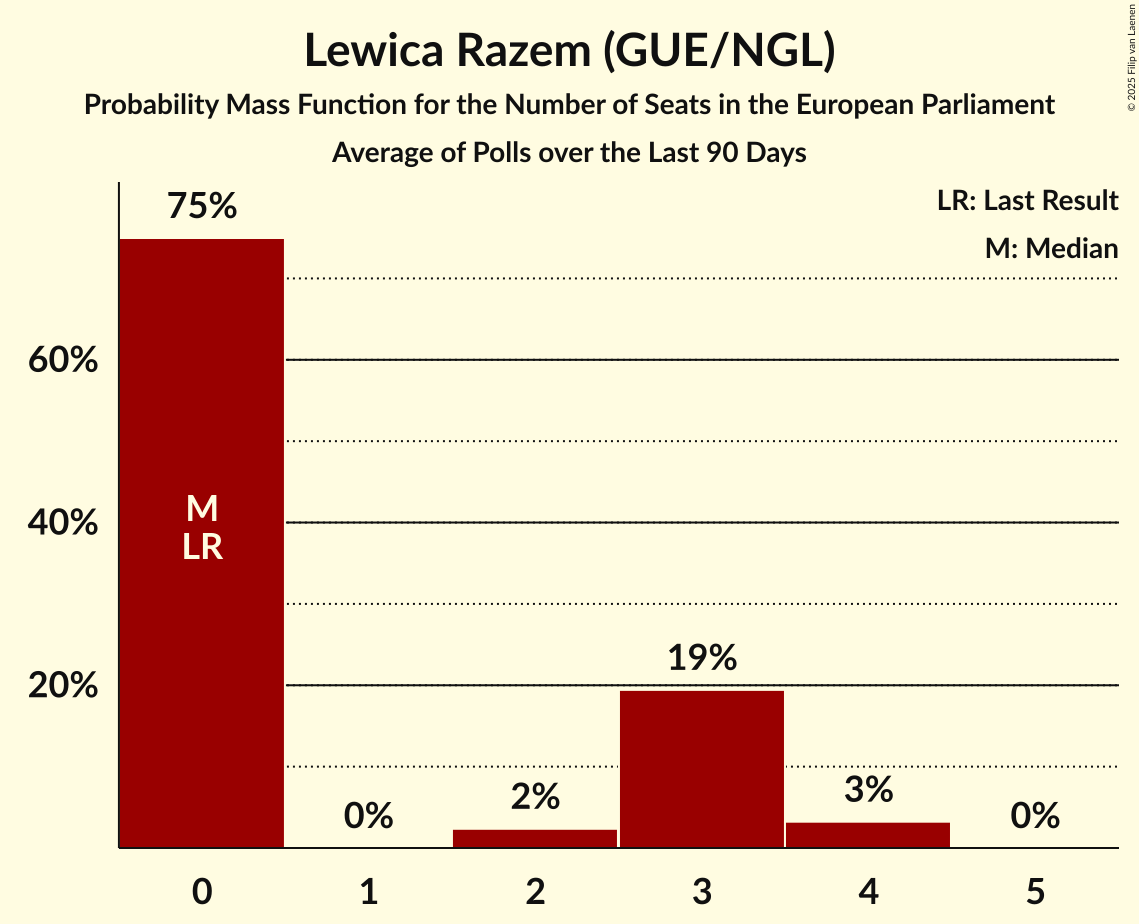 Lewica Razem (GUE/NGL)
Probability Mass Function for the Number of Seats in the European Parliament
Average of Polls over the Last 90 Days
© 2025 Filip van Laenen
LR: Last Result
M: Median
75%
60%
40%
20%
M
LR
0%
2%
19%
3%
0%
0 1 2 3 4 5